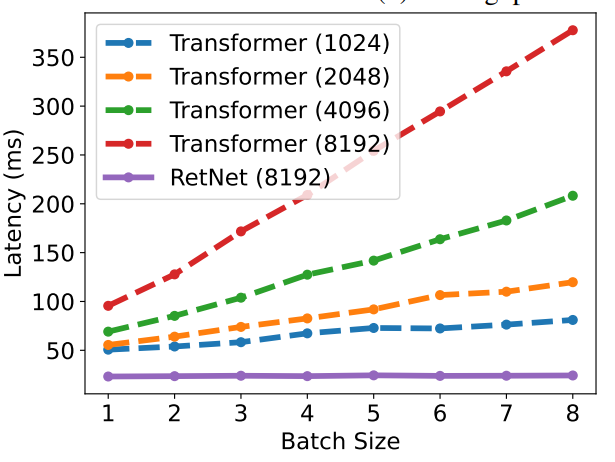 Transformer (1024)
Transformer (2048)
Transformer (4096)
Transformer (8192)
RetNet (8192)
Latency (ms)
350
300
250
200
150
100
50
1 2 3 4 5 6 7 8
Batch Size